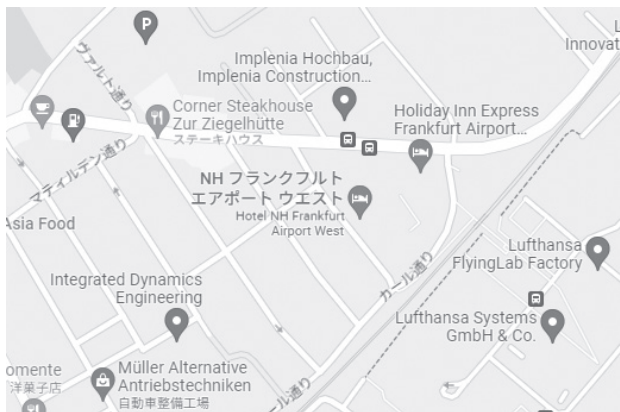 P
L
Innovat
ヴァルト通り
Implenia Hochbau,
Implenia Construction...
Corner Steakhouse
Zur Ziegelhütte
ステーキハウス
Holiday Inn Express
Frankfurt Airport...
マティルデン通り
NH フランクフルト
エアポート ウエスト
Hotel NH Frankfurt
Airport West
Asia Food
カール通り
Lufthansa
FlyingLab Factory
Integrated Dynamics
Engineering
Lufthansa Systems
GmbH & Co.
omente
洋菓子店
Müller Alternative
Antriebstechniken
自動車整備工場
ール通り